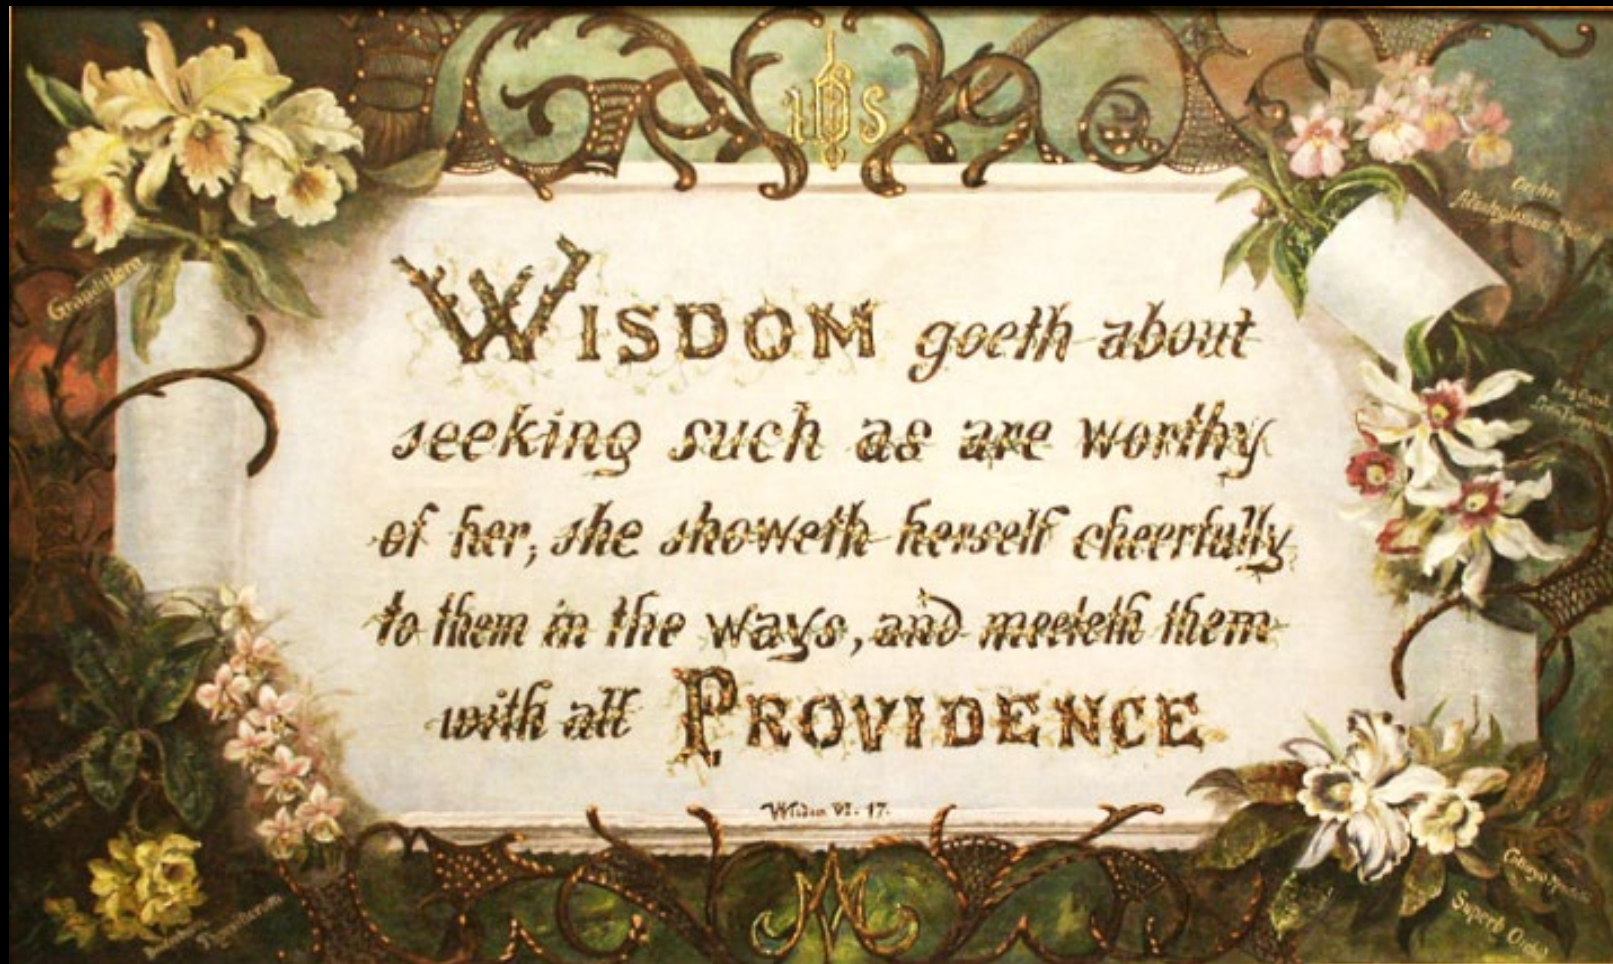 IHS
Grandiflora
WISDOM goeth about
seeking such as are worthy
of her, she showeth herself cheerfully
to them in the ways, and meeteth them
with all PROVIDENCE
Wisdom VI. 17.
Superb Orchid